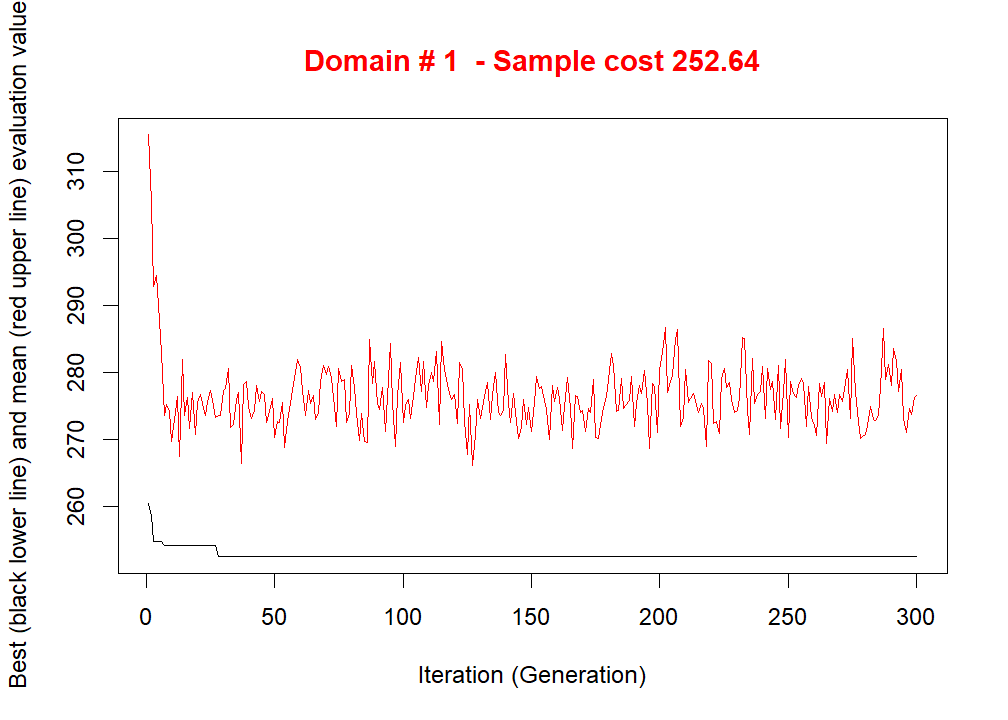 Domain # 1  - Sample cost 252.64
Best (black lower line) and mean (red upper line) evaluation value
310
300
290
280
270
260
0 50 100 150 200 250 300
Iteration (Generation)